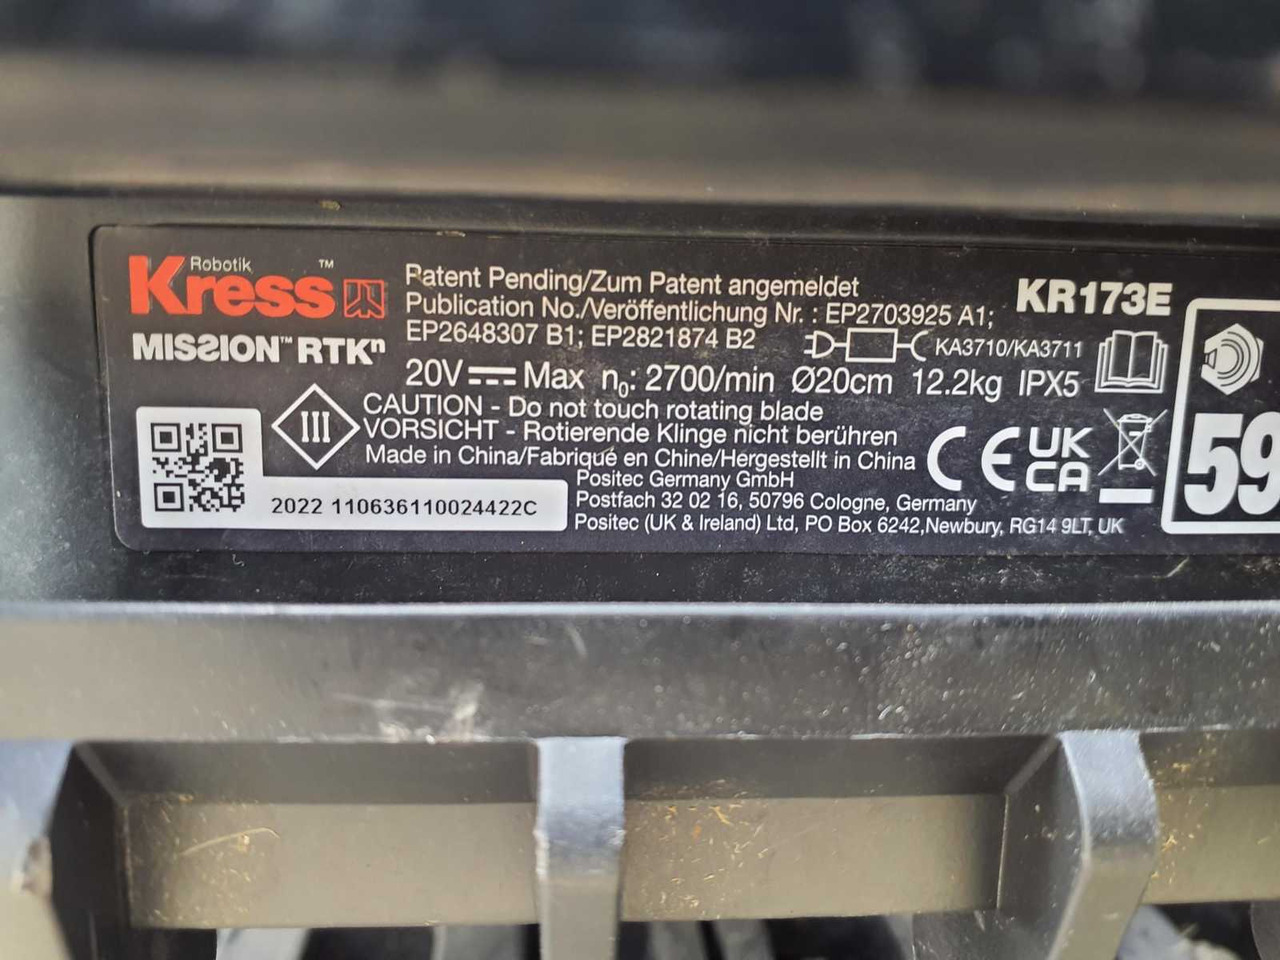 Robotik
Kress™
MISSION™ RTKⁿ
Patent Pending/Zum Patent angemeldet
Publication No./Veröffentlichung Nr. : EP2703925 A1;
EP2648307 B1; EP2821874 B2
KR173E
KA3710/KA3711
20V Max n₀: 2700/min Ø20cm 12.2kg IPX5
III
CAUTION - Do not touch rotating blade
VORSICHT - Rotierende Klinge nicht berühren
Made in China/Fabriqué en Chine/Hergestellt in China
Positec Germany GmbH
Postfach 32 02 16, 50796 Cologne, Germany
Positec (UK & Ireland) Ltd, PO Box 6242,Newbury, RG14 9LT, UK
2022 110636110024422C
CE
UK
CA
59